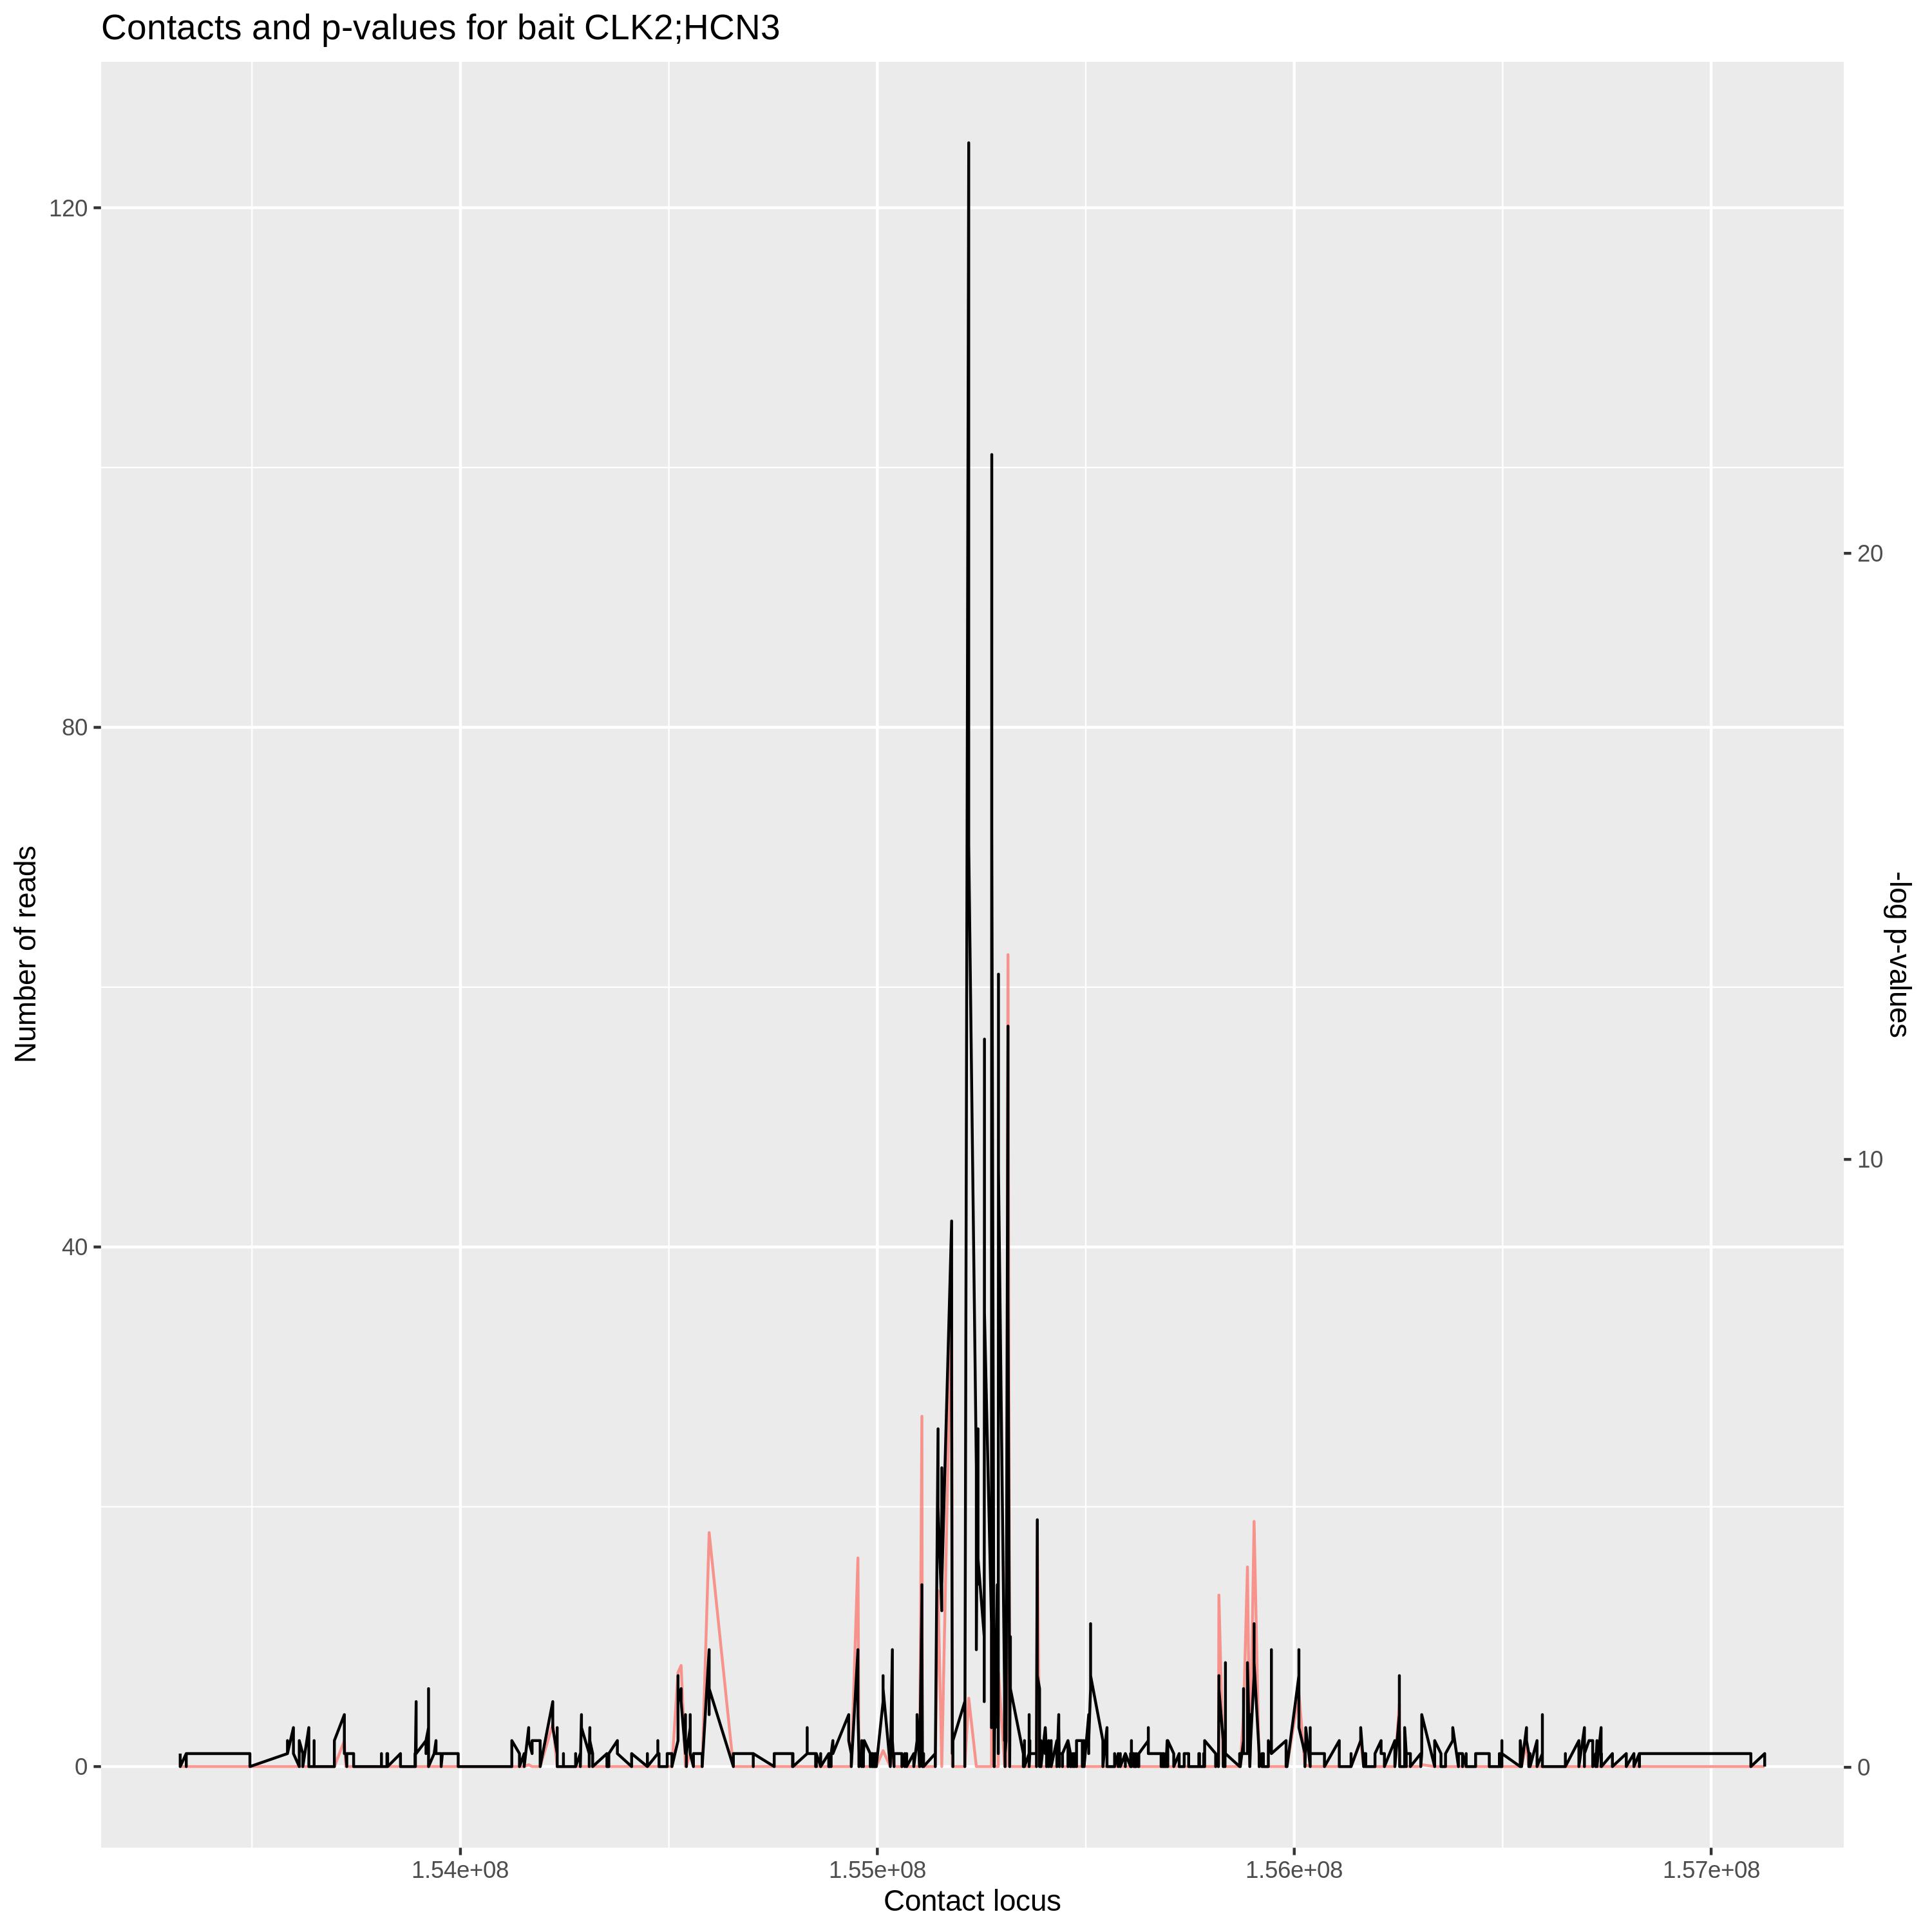 Contacts and p-values for bait CLK2;HCN3
120
80
40
0
Number of reads
20
10
0
-log p-values
1.54e+08
1.55e+08
1.56e+08
1.57e+08
Contact locus